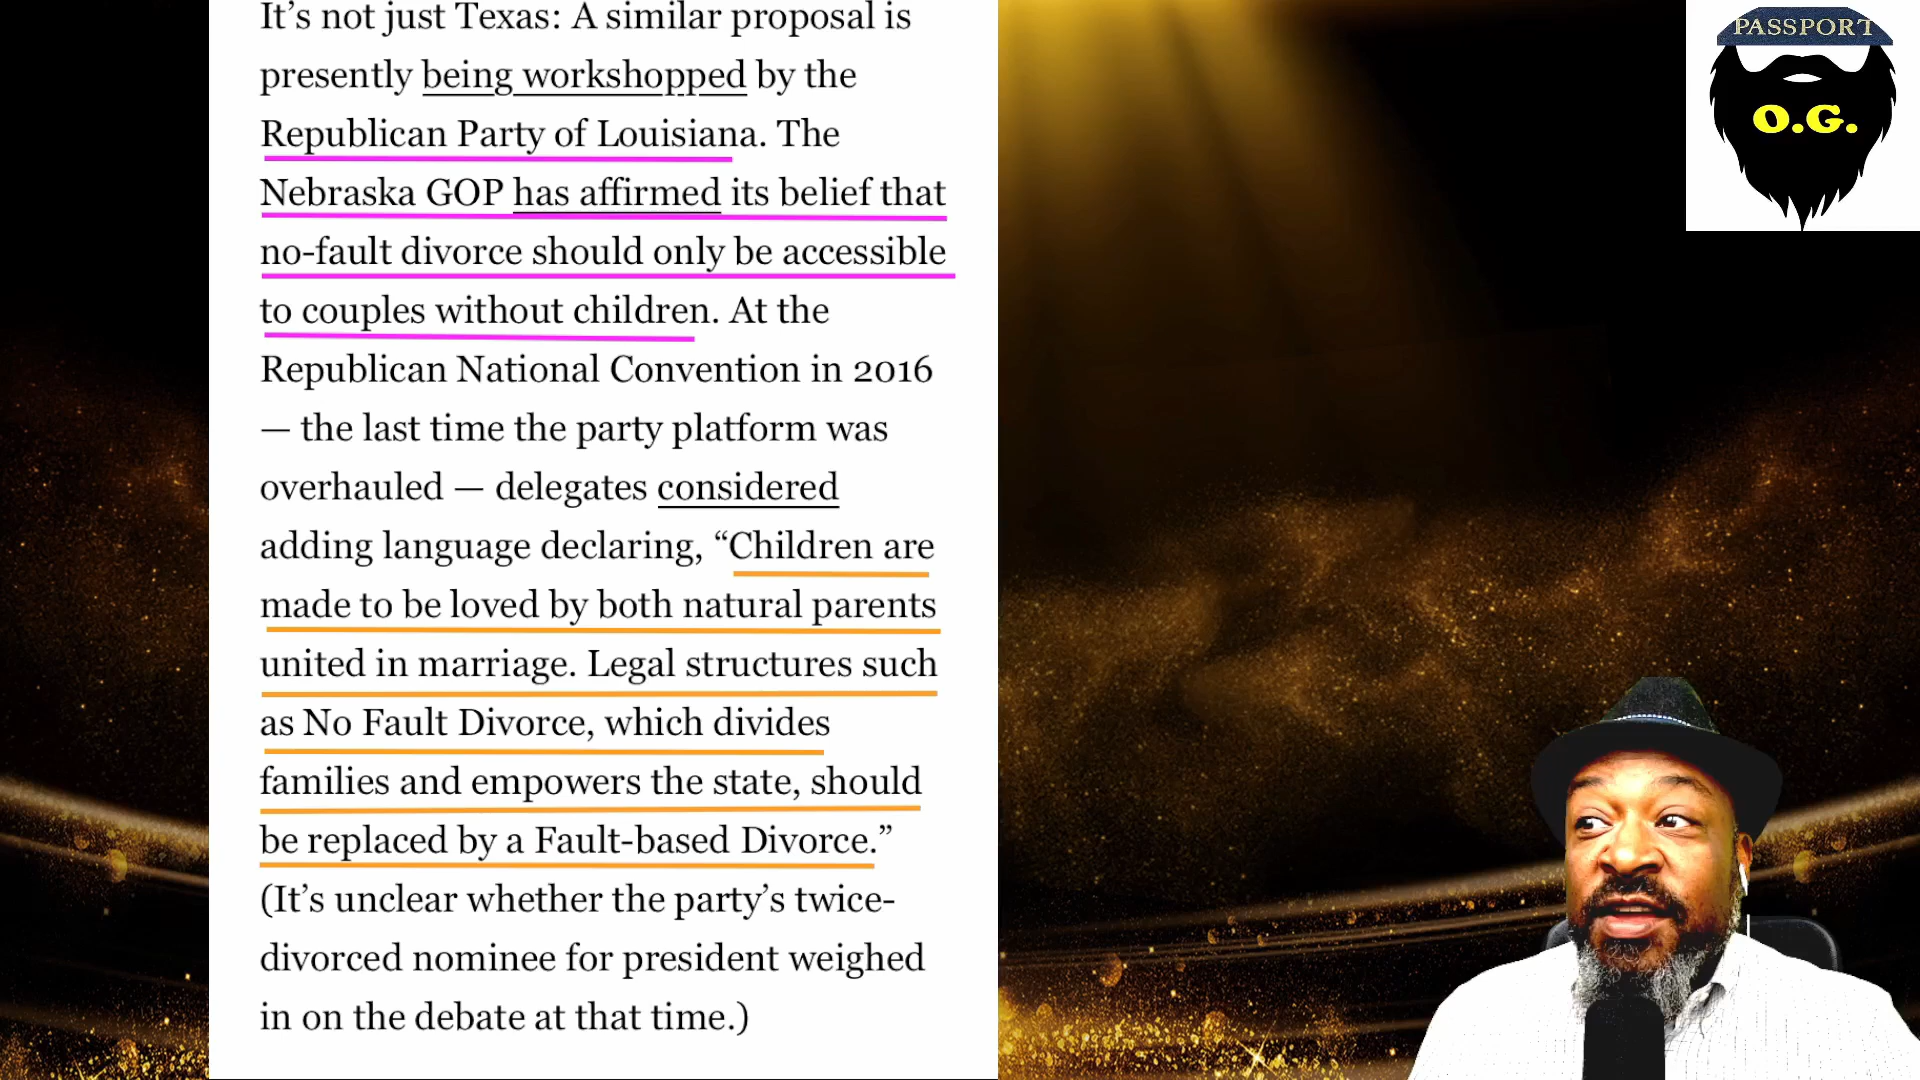 It’s not just Texas: A similar proposal is
presently being workshopped by the
Republican Party of Louisiana. The
Nebraska GOP has affirmed its belief that
no-fault divorce should only be accessible
to couples without children. At the
Republican National Convention in 2016
— the last time the party platform was
overhauled — delegates considered
adding language declaring, “Children are
made to be loved by both natural parents
united in marriage. Legal structures such
as No Fault Divorce, which divides
families and empowers the state, should
be replaced by a Fault-based Divorce.”
(It’s unclear whether the party’s twice-
divorced nominee for president weighed
in on the debate at that time.)
PASSPORT
O.G.